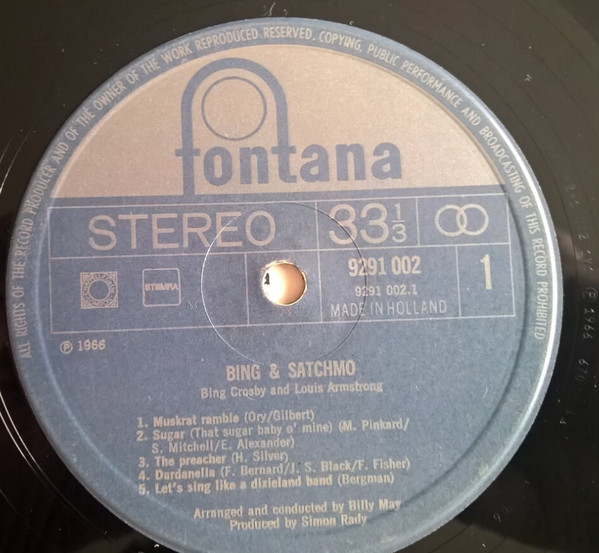 ALL RIGHTS OF THE RECORD PRODUCER AND OF THE OWNER OF THE WORK REPRODUCED RESERVED. COPYING, PUBLIC PERFORMANCE AND BROADCASTING OF THIS RECORD PROHIBITED
fontana
STEREO 33 1/3
STEMRA 9291 002 1
9291 002.1
MADE IN HOLLAND
℗ 1966
BING & SATCHMO
Bing Crosby and Louis Armstrong
1. Muskrat ramble (Ory/Gilbert)
2. Sugar (That sugar baby o' mine) (M. Pinkard/
S. Mitchell/E. Alexander)
3. The preacher (H. Silver)
4. Dardanella (F. Bernard/J. S. Black/F. Fisher)
5. Let's sing like a dixieland band (Bergman)
Arranged and conducted by Billy May
Produced by Simon Rady